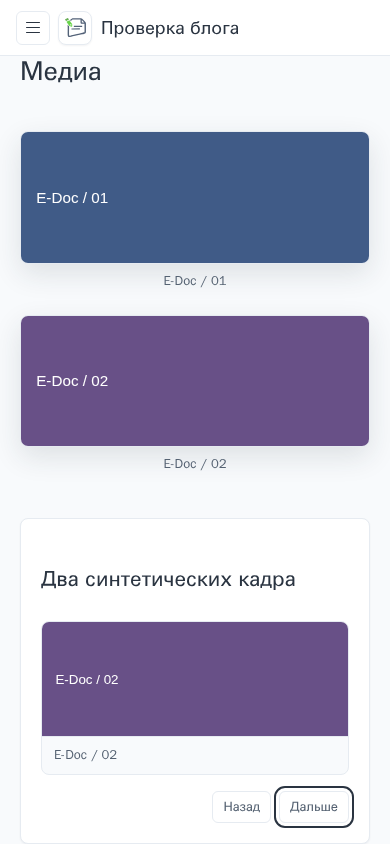 Проверка блога
Медиа
E-Doc / 01
E-Doc / 01
E-Doc / 02
E-Doc / 02
Два синтетических кадра
E-Doc / 02
E-Doc / 02
Назад Дальше